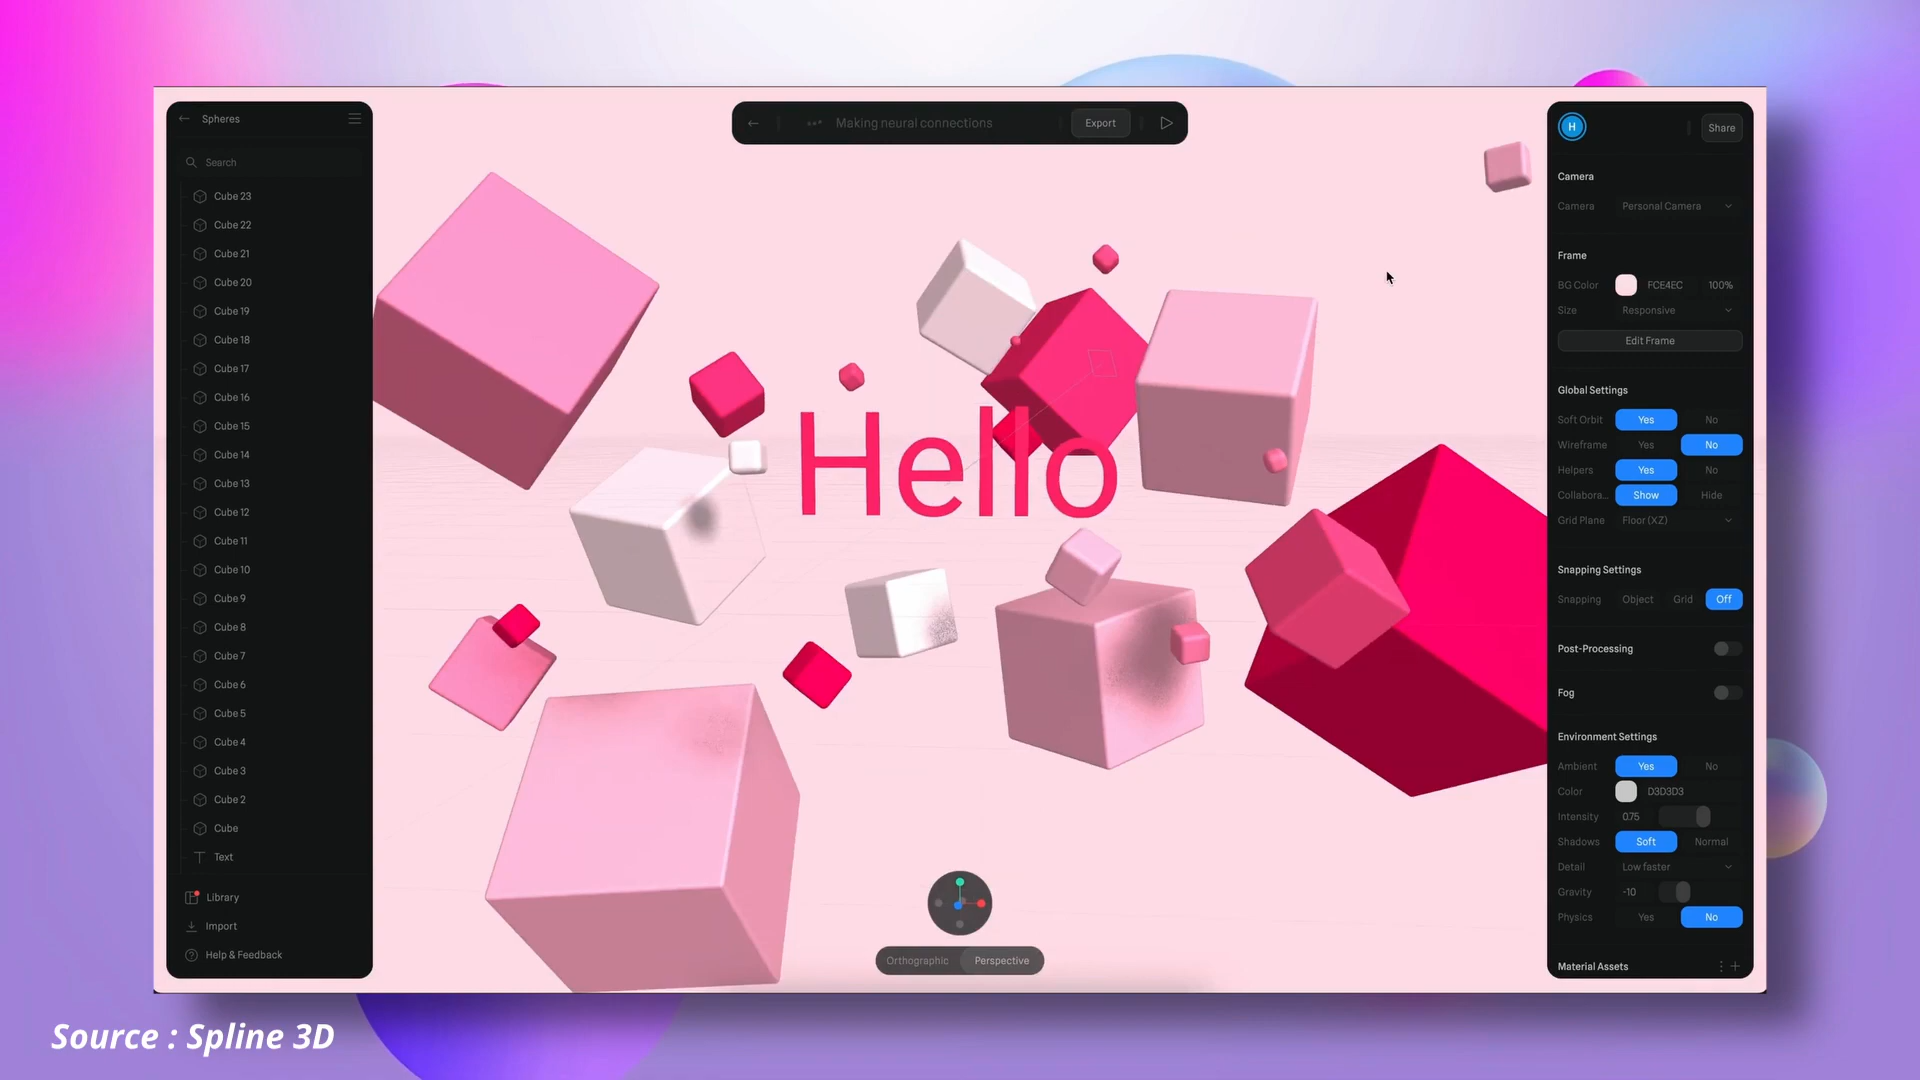 Spheres
Search
Cube 23
Cube 22
Cube 21
Cube 20
Cube 19
Cube 18
Cube 17
Cube 16
Cube 15
Cube 14
Cube 13
Cube 12
Cube 11
Cube 10
Cube 9
Cube 8
Cube 7
Cube 6
Cube 5
Cube 4
Cube 3
Cube 2
Cube
Text
Library
Import
Help & Feedback
Making neural connections
Export
Hello
Orthographic Perspective
H Share
Camera
Camera Personal Camera
Frame
BG Color FCE4EC 100%
Size Responsive
Edit Frame
Global Settings
Soft Orbit Yes No
Wireframe Yes No
Helpers Yes No
Collabora... Show Hide
Grid Plane Floor (XZ)
Snapping Settings
Snapping Object Grid Off
Post-Processing
Fog
Environment Settings
Ambient Yes No
Color D3D3D3
Intensity 0.75
Shadows Soft Normal
Detail Low faster
Gravity -10
Physics Yes No
Material Assets
Source : Spline 3D